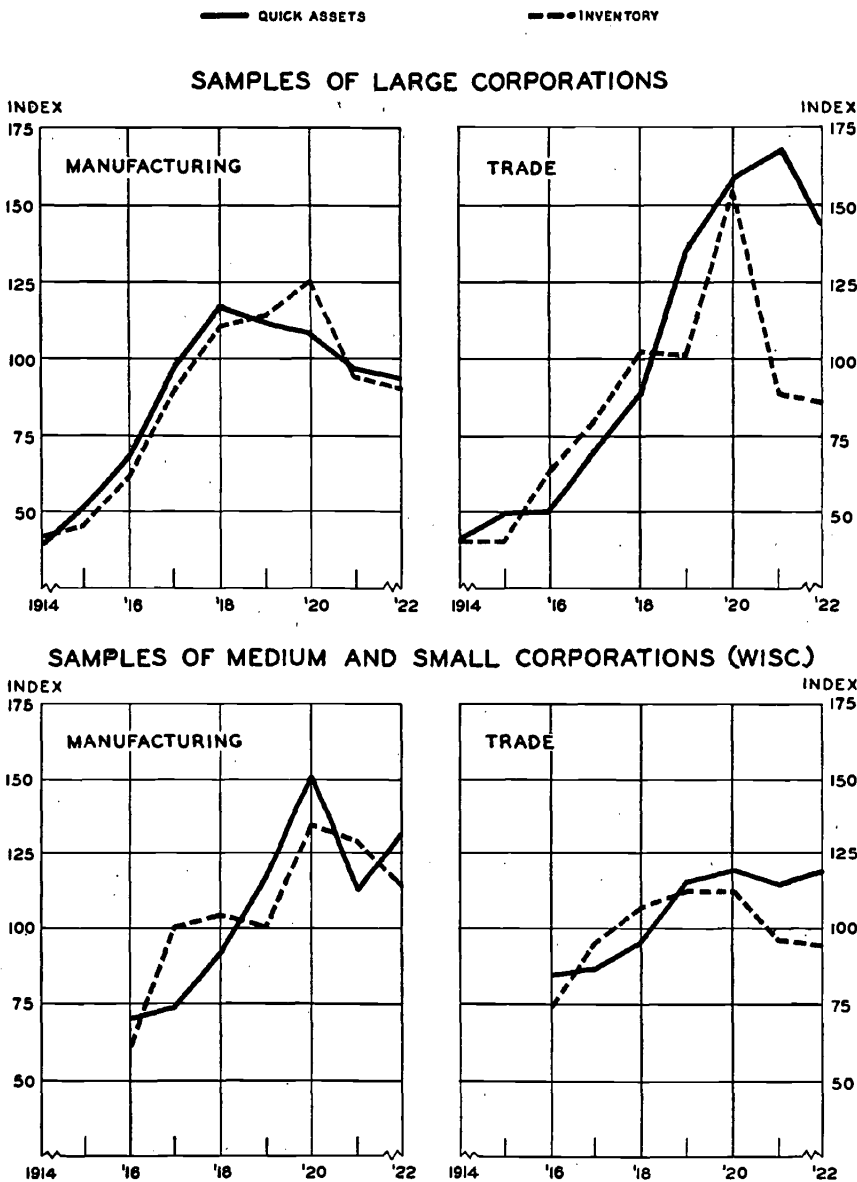 QUICK ASSETS INVENTORY
SAMPLES OF LARGE CORPORATIONS
INDEX INDEX
175 175
MANUFACTURING TRADE
150 150
125 125
100 100
75 75
50 50
1914 '16 '18 '20 '22 1914 '16 '18 '20 '22
SAMPLES OF MEDIUM AND SMALL CORPORATIONS (WISC.)
INDEX INDEX
175 175
MANUFACTURING TRADE
150 150
125 125
100 100
75 75
50 50
1914 '16 '18 '20 '22 1914 '16 '18 '20 '22